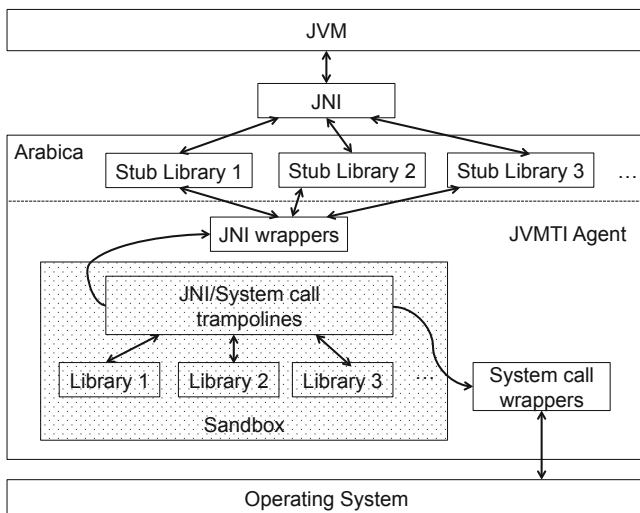 JVM
JNI
Arabica
Stub Library 1
Stub Library 2
Stub Library 3
...
JNI wrappers
JVMTI Agent
JNI/System call
trampolines
Library 1
Library 2
Library 3
...
System call
wrappers
Sandbox
Operating System